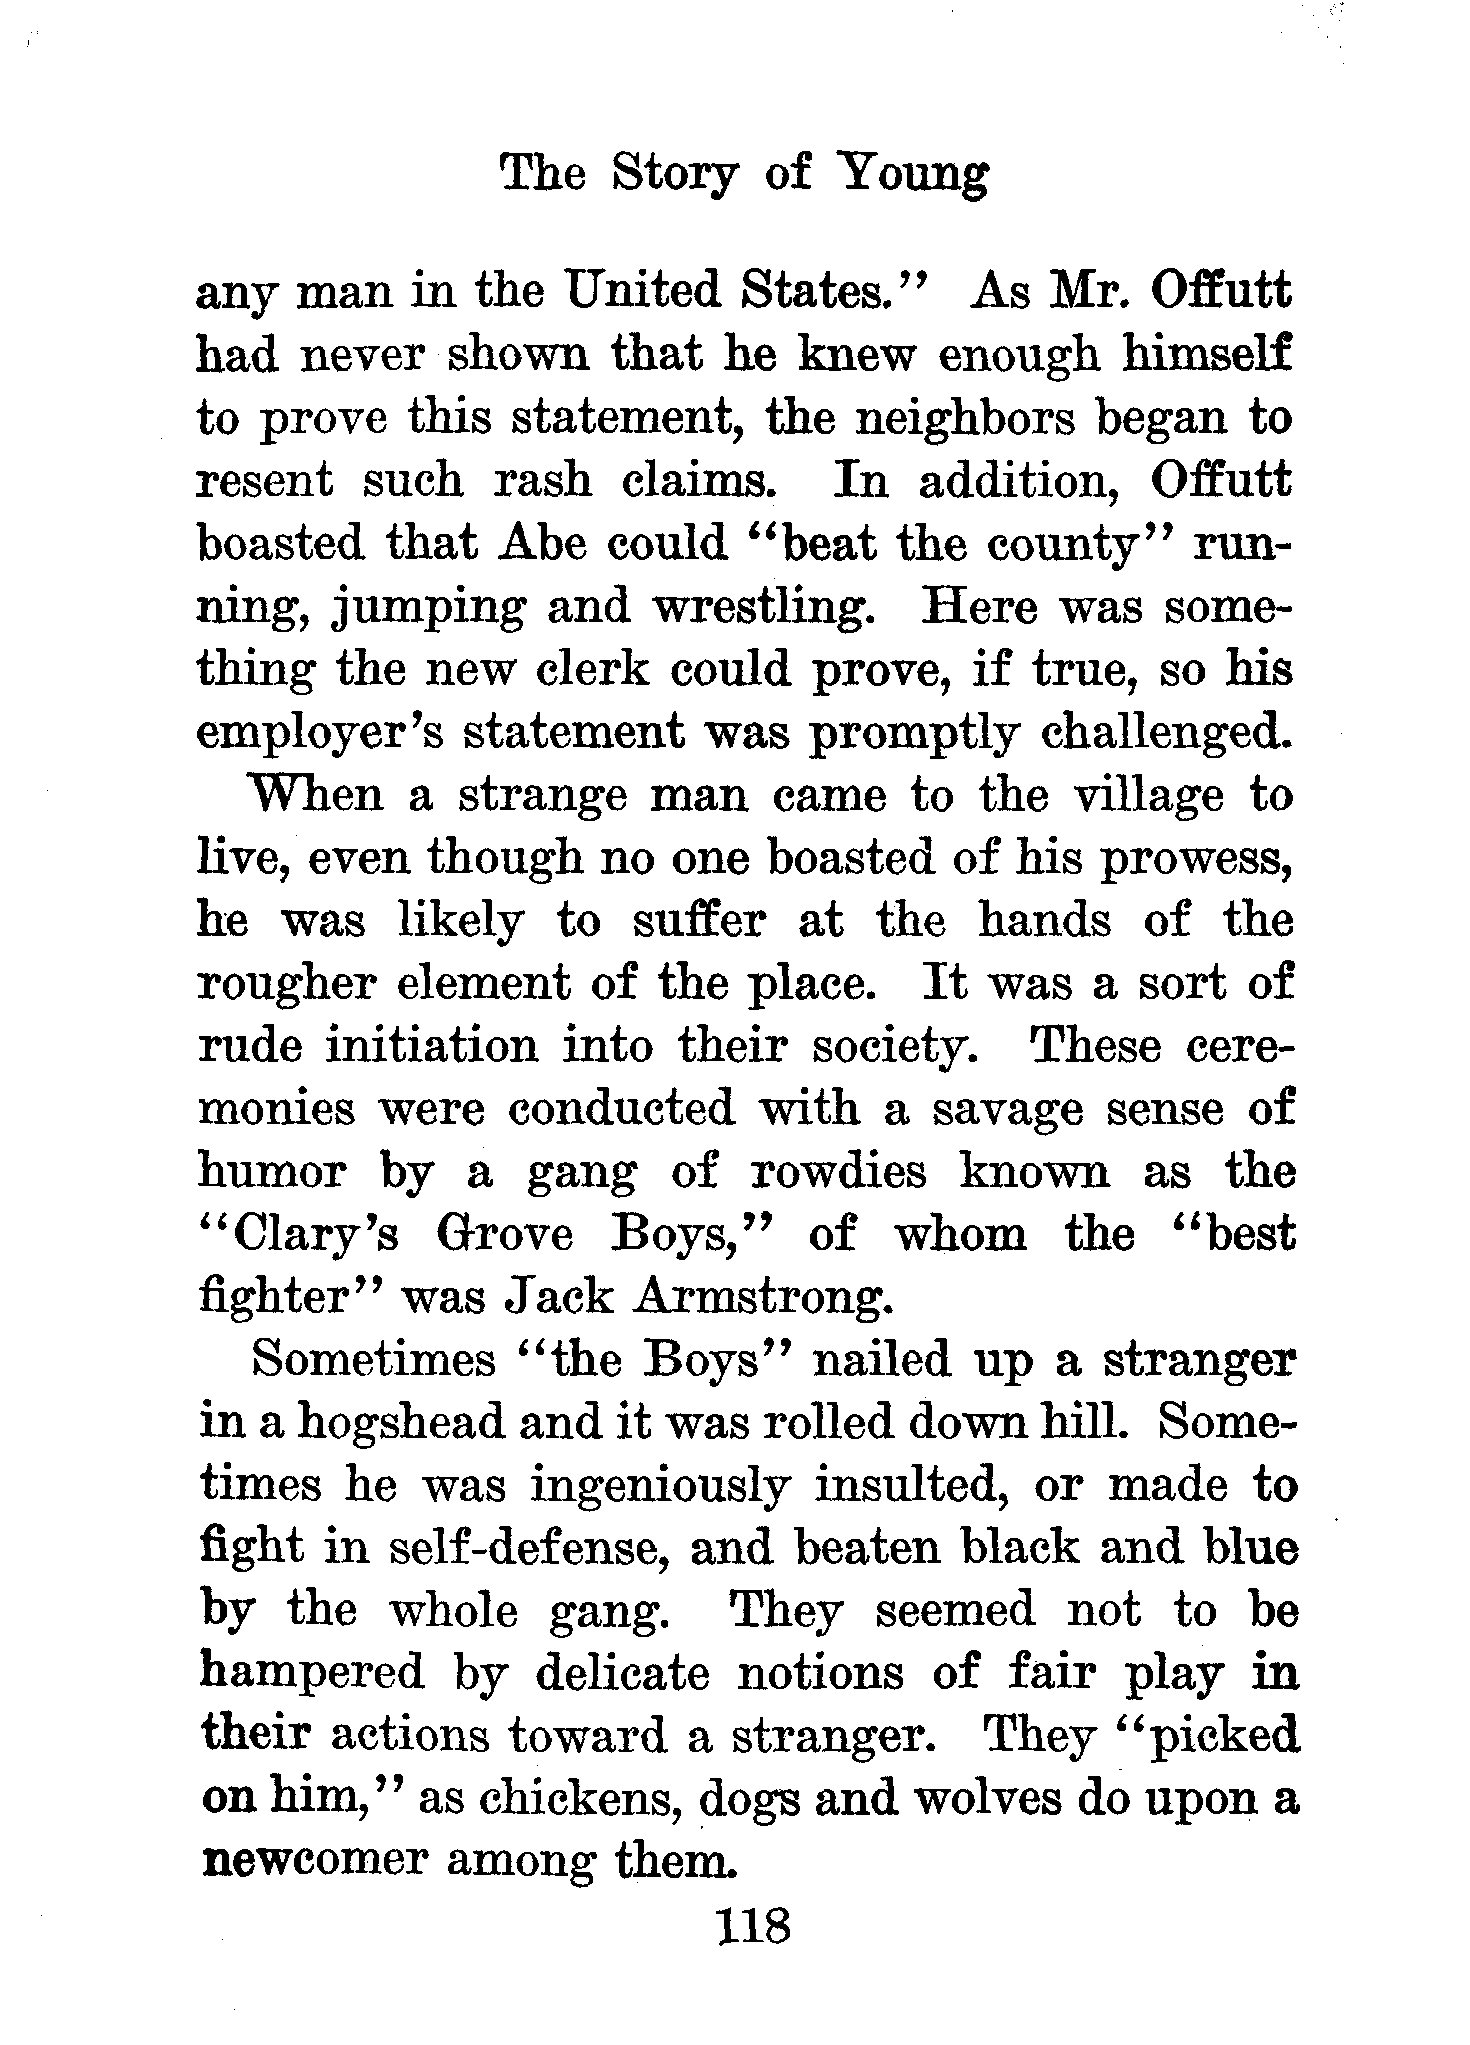 The Story of Young
any man in the United States." As Mr. Offutt
had never shown that he knew enough himself
to prove this statement, the neighbors began to
resent such rash claims. In addition, Offutt
boasted that Abe could "beat the county" run-
ning, jumping and wrestling. Here was some-
thing the new clerk could prove, if true, so his
employer's statement was promptly challenged.
When a strange man came to the village to
live, even though no one boasted of his prowess,
he was likely to suffer at the hands of the
rougher element of the place. It was a sort of
rude initiation into their society. These cere-
monies were conducted with a savage sense of
humor by a gang of rowdies known as the
"Clary's Grove Boys," of whom the "best
fighter" was Jack Armstrong.
Sometimes "the Boys" nailed up a stranger
in a hogshead and it was rolled down hill. Some-
times he was ingeniously insulted, or made to
fight in self-defense, and beaten black and blue
by the whole gang. They seemed not to be
hampered by delicate notions of fair play in
their actions toward a stranger. They "picked
on him," as chickens, dogs and wolves do upon a
newcomer among them.
118